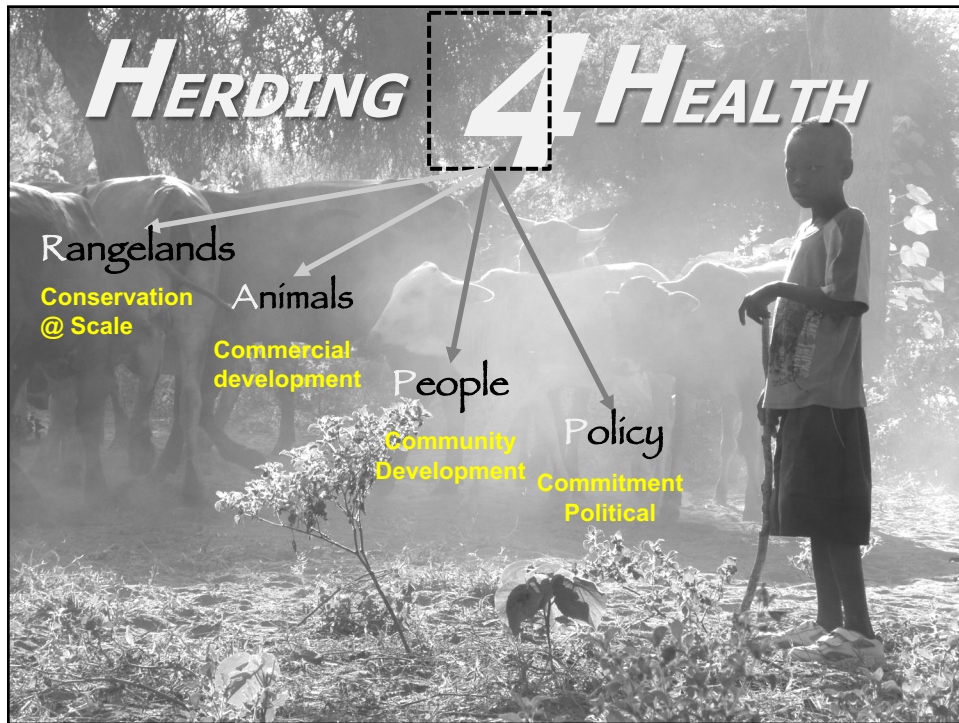 HERDING 4 HEALTH
Rangelands
Conservation
@ Scale
Animals
Commercial
development
People
Community
Development
Policy
Commitment
Political